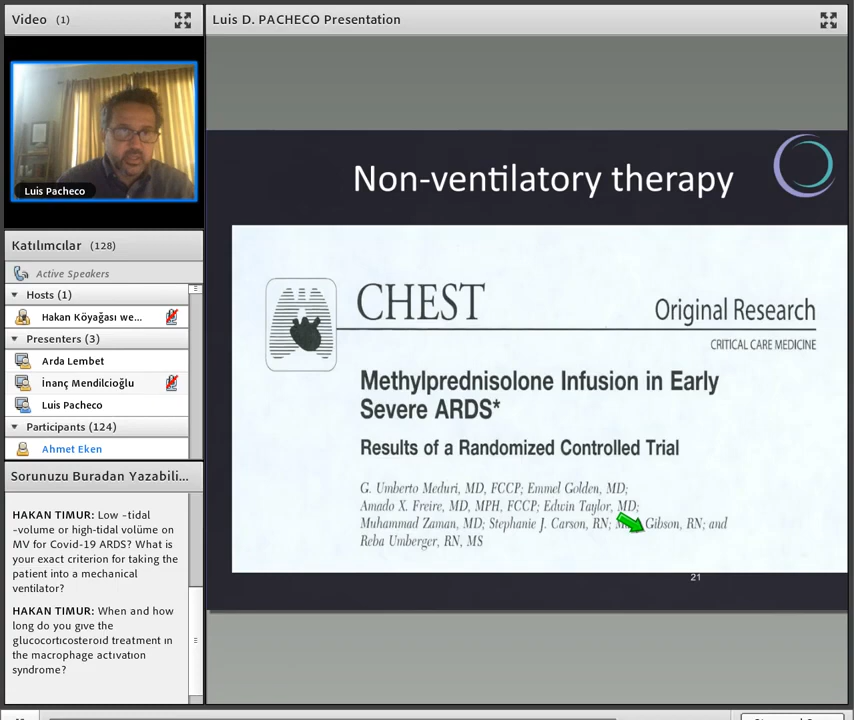 Video (1)
Luis Pacheco
Katılımcılar (128)
Active Speakers
Hosts (1)
Hakan Köyağası we...
Presenters (3)
Arda Lembet
İnanç Mendilcioğlu
Luis Pacheco
Participants (124)
Ahmet Eken
Sorunuzu Buradan Yazabili...
HAKAN TIMUR: Low -tidal
-volume or high-tidal volüme on
MV for Covid-19 ARDS? What is
your exact criterion for taking the
patient into a mechanical
ventilator?
HAKAN TIMUR: When and how
long do you gıve the
glucocortıcosteroıd treatment ın
the macrophage actıvatıon
syndrome?
Luis D. PACHECO Presentation
Non-ventilatory therapy
CHEST
Original Research
CRITICAL CARE MEDICINE
Methylprednisolone Infusion in Early
Severe ARDS*
Results of a Randomized Controlled Trial
G. Umberto Meduri, MD, FCCP; Emmel Golden, MD;
Amado X. Freire, MD, MPH, FCCP; Edwin Taylor, MD;
Muhammad Zaman, MD; Stephanie J. Carson, RN; Gibson, RN; and
Reba Umberger, RN, MS
21